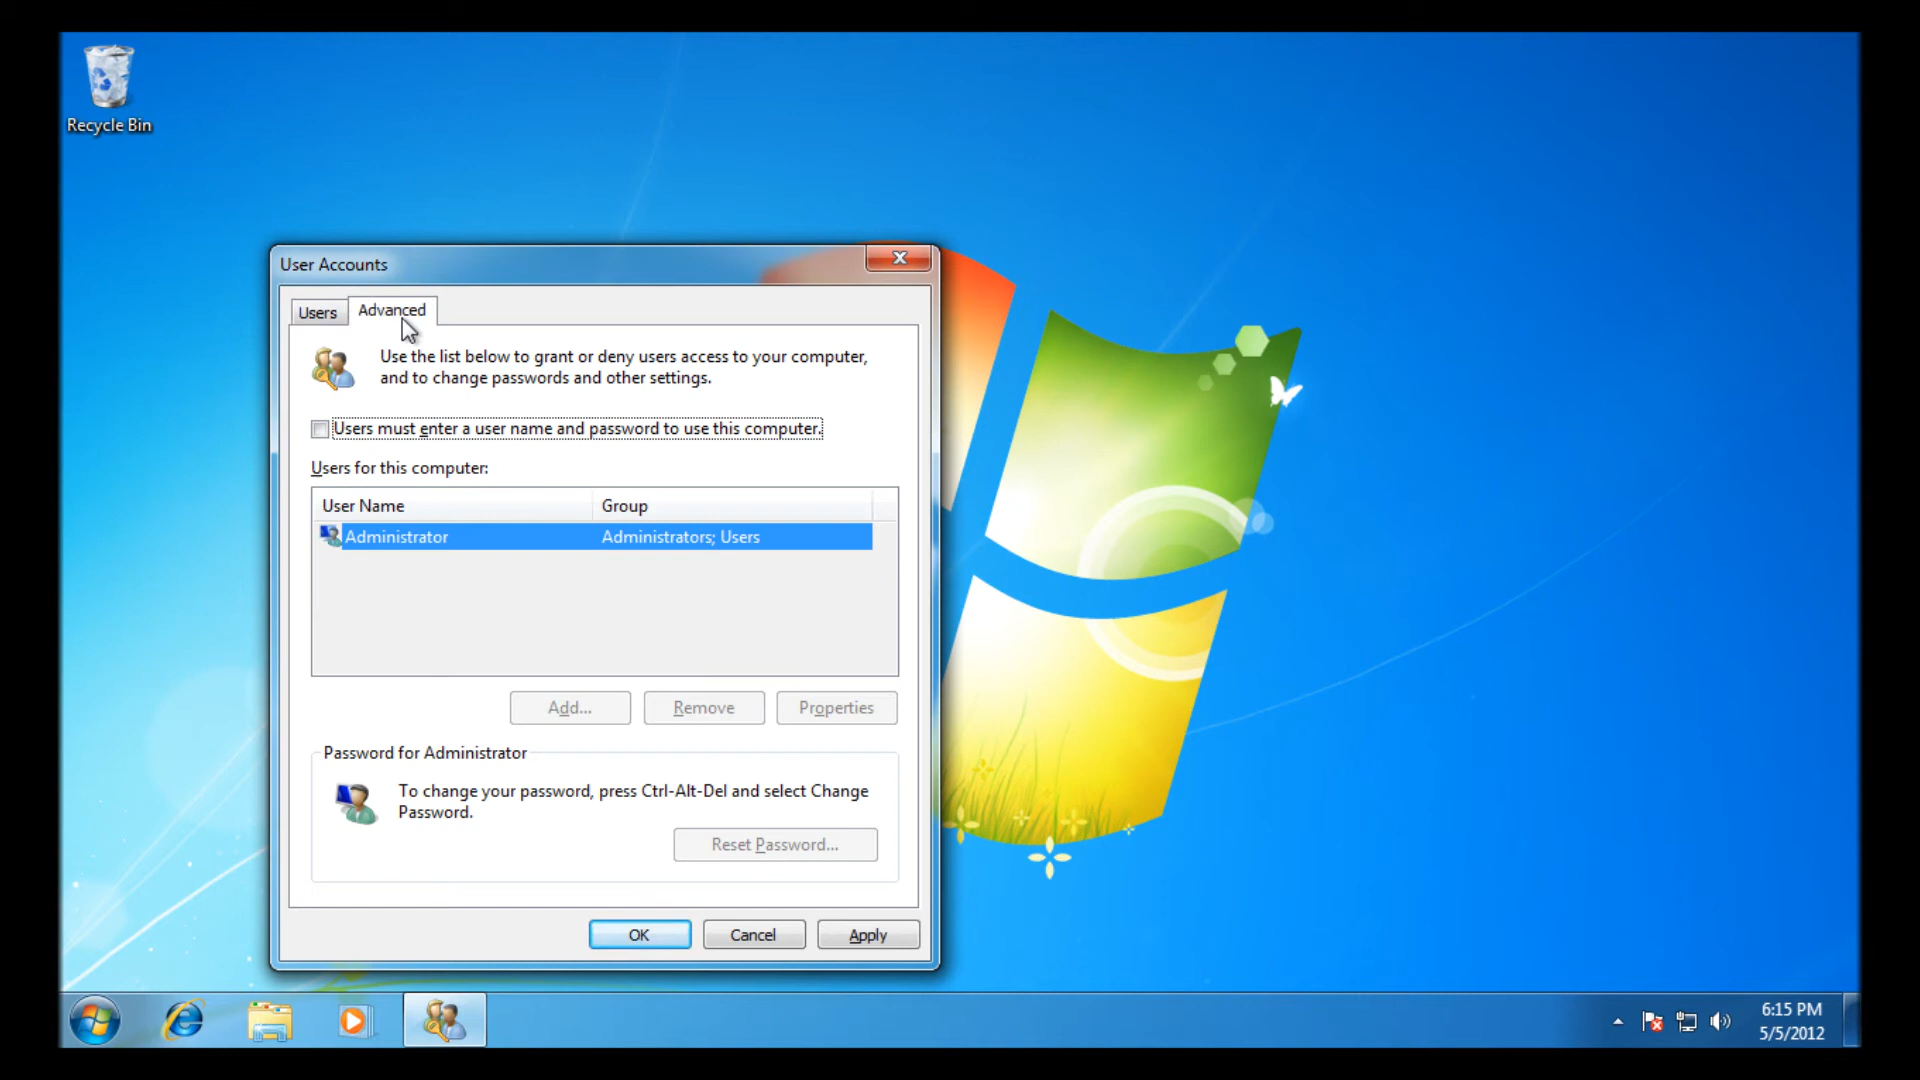 Recycle Bin
User Accounts
Users
Advanced
Use the list below to grant or deny users access to your computer,
and to change passwords and other settings.
Users must enter a user name and password to use this computer.
Users for this computer:
User Name Group
Administrator Administrators; Users
Add... Remove Properties
Password for Administrator
To change your password, press Ctrl-Alt-Del and select Change
Password.
Reset Password...
OK Cancel Apply
6:15 PM
5/5/2012